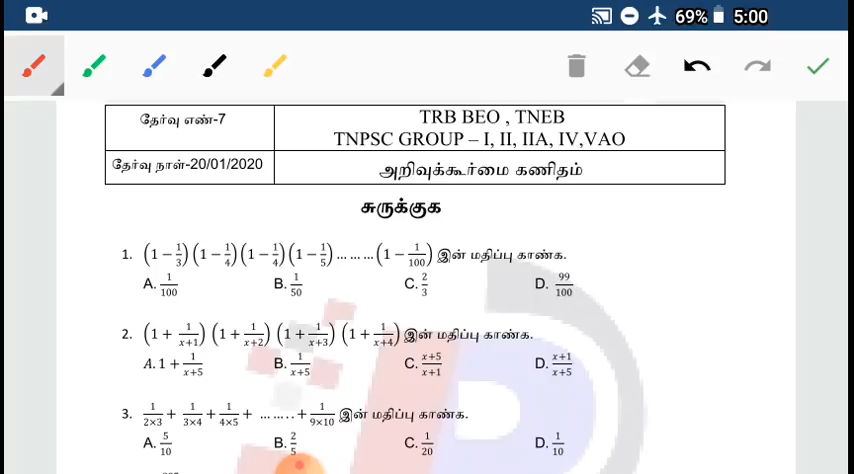 69% 5:00
தேர்வு எண்-7
TRB BEO , TNEB
TNPSC GROUP – I, II, IIA, IV,VAO
தேர்வு நாள்-20/01/2020
அறிவுக்கூர்மை கணிதம்
சுருக்குக
1. (1 − 1/3)(1 − 1/4)(1 − 1/4)(1 − 1/5) … … … (1 − 1/100) இன் மதிப்பு காண்க.
A. 1/100 B. 1/50 C. 2/3 D. 99/100
2. (1 + 1/(x+1)) (1 + 1/(x+2)) (1 + 1/(x+3)) (1 + 1/(x+4)) இன் மதிப்பு காண்க.
A. 1 + 1/(x+5) B. 1/(x+5) C. (x+5)/(x+1) D. (x+1)/(x+5)
3. 1/(2×3) + 1/(3×4) + 1/(4×5) + … … . . + 1/(9×10) இன் மதிப்பு காண்க.
A. 5/10 B. 2/5 C. 1/20 D. 1/10